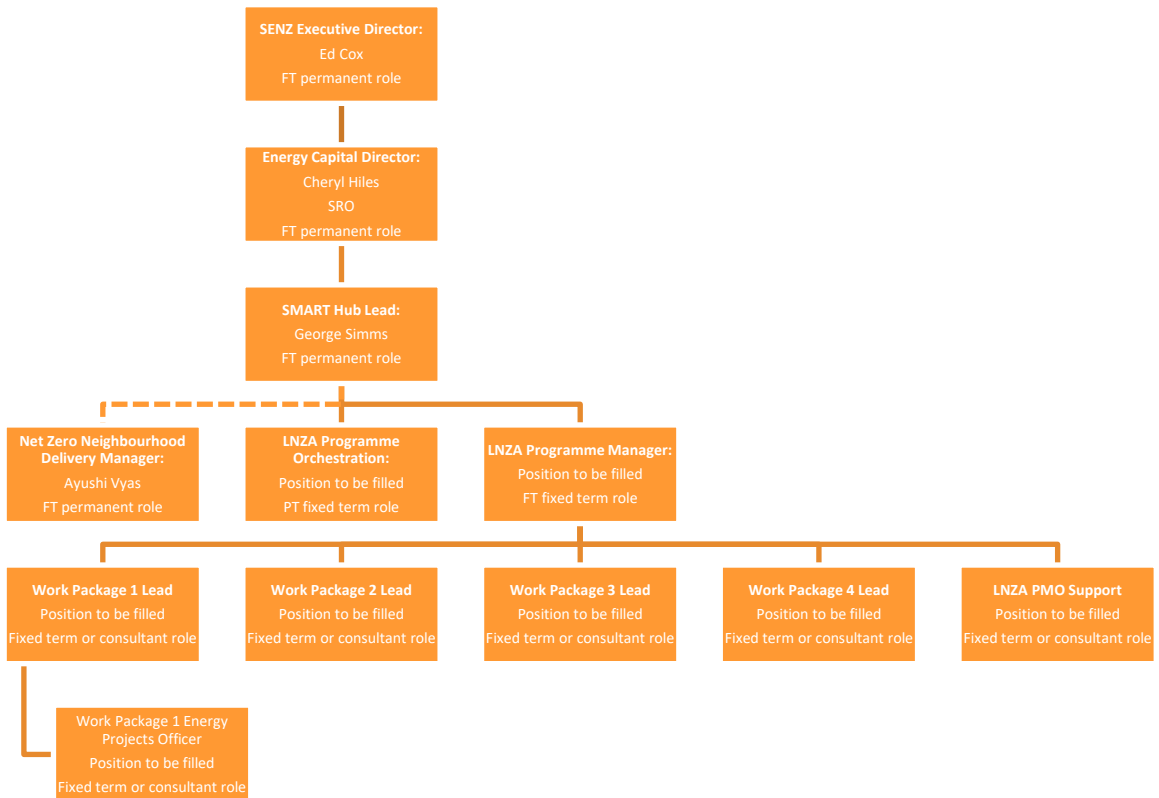 SENZ Executive Director:
Ed Cox
FT permanent role
Energy Capital Director:
Cheryl Hiles
SRO
FT permanent role
SMART Hub Lead:
George Simms
FT permanent role
Net Zero Neighbourhood
Delivery Manager:
Ayushi Vyas
FT permanent role
LNZA Programme
Orchestration:
Position to be filled
PT fixed term role
LNZA Programme Manager:
Position to be filled
FT fixed term role
Work Package 1 Lead
Position to be filled
Fixed term or consultant role
Work Package 2 Lead
Position to be filled
Fixed term or consultant role
Work Package 3 Lead
Position to be filled
Fixed term or consultant role
Work Package 4 Lead
Position to be filled
Fixed term or consultant role
LNZA PMO Support
Position to be filled
Fixed term or consultant role
Work Package 1 Energy
Projects Officer
Position to be filled
Fixed term or consultant role